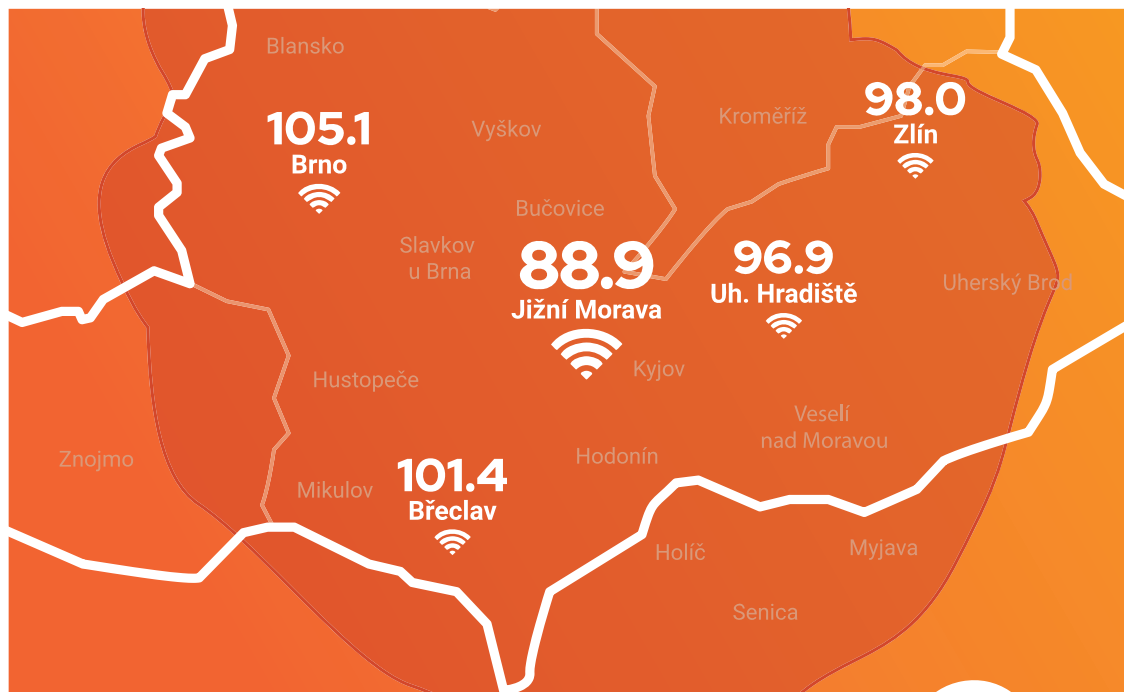 Blansko
98.0
Zlín
105.1
Brno
Vyškov
Kroměříž
Bučovice
Slavkov
u Brna
88.9
Jižní Morava
96.9
Uh. Hradiště
Uherský Brod
Hustopeče
Kyjov
Veselí
nad Moravou
Znojmo
Hodonín
Mikulov
101.4
Břeclav
Holíč
Myjava
Senica